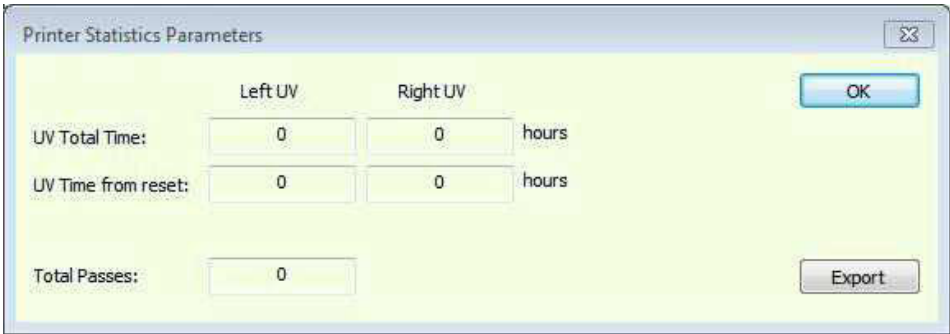 Printer Statistics Parameters
Left UV Right UV OK
UV Total Time: 0 0 hours
UV Time from reset: 0 0 hours
Total Passes: 0 Export